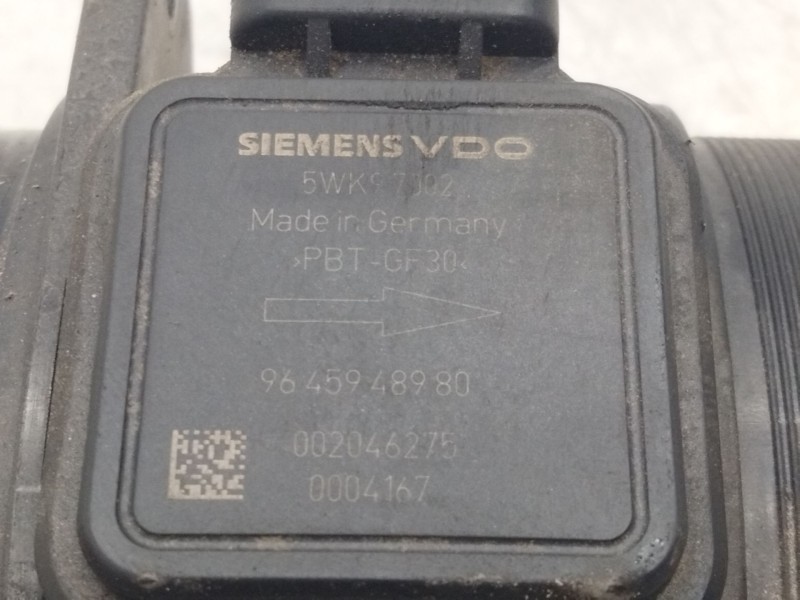 SIEMENS VDO
5WK9 7002
Made in Germany
>PBT-GF30<
96 459 489 80
002046275
0004167